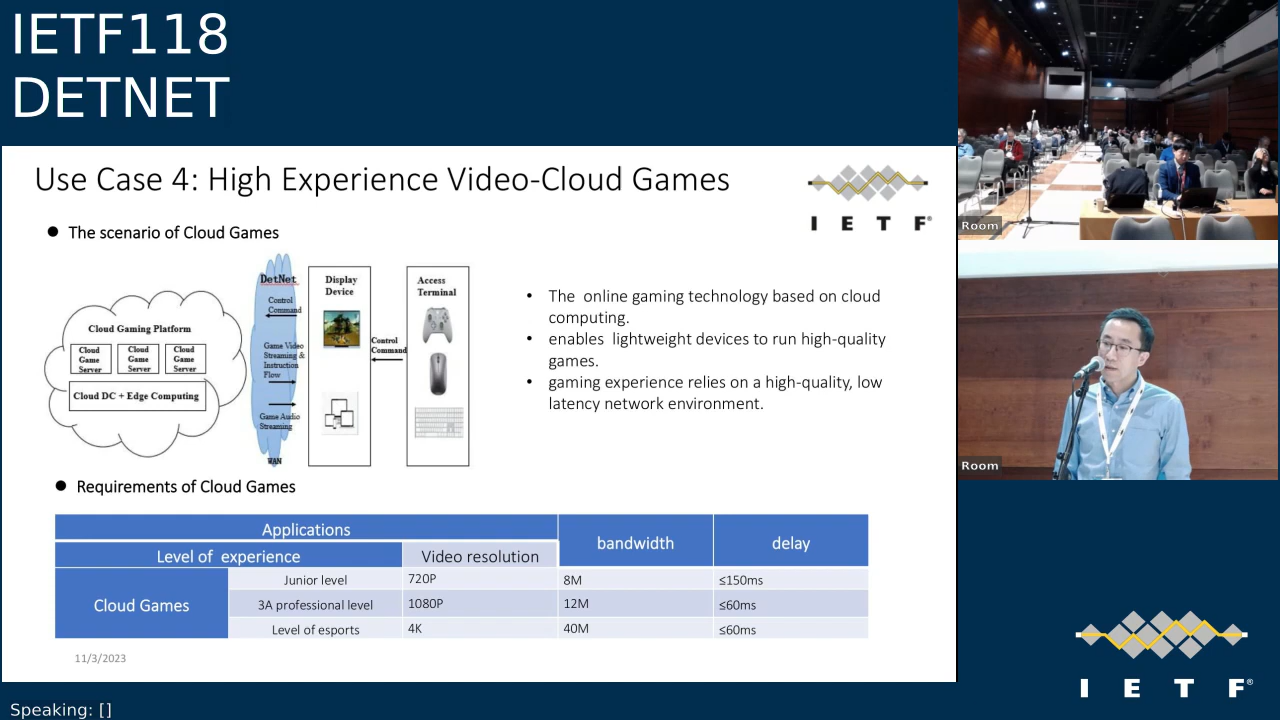 IETF118
DETNET
Use Case 4: High Experience Video-Cloud Games
I E T F®
● The scenario of Cloud Games
Cloud Gaming Platform
Cloud Game Server
Cloud Game Server
Cloud Game Server
Cloud DC + Edge Computing
DetNet
Control Command
Game Video Streaming & Instruction Flow
Game Audio Streaming
WAN
Display Device
Control Command
Access Terminal
• The online gaming technology based on cloud
computing.
• enables lightweight devices to run high-quality
games.
• gaming experience relies on a high-quality, low
latency network environment.
● Requirements of Cloud Games
Applications bandwidth delay
Level of experience Video resolution
Cloud Games
Junior level 720P 8M ≤150ms
3A professional level 1080P 12M ≤60ms
Level of esports 4K 40M ≤60ms
11/3/2023
Room
Room
I E T F®
Speaking: []